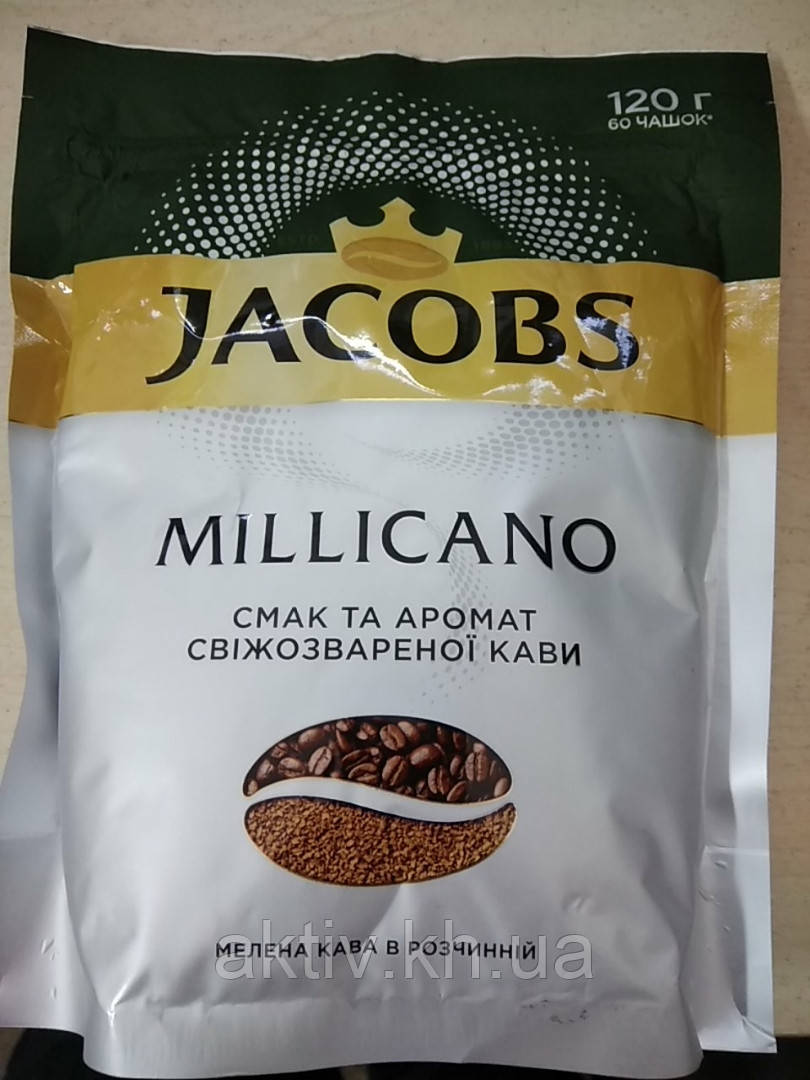 120 г
60 ЧАШОК*
JACOBS
MILLICANO
СМАК ТА АРОМАТ
СВІЖОЗВАРЕНОЇ КАВИ
МЕЛЕНА КАВА В РОЗЧИННІЙ
aktiv.kh.ua